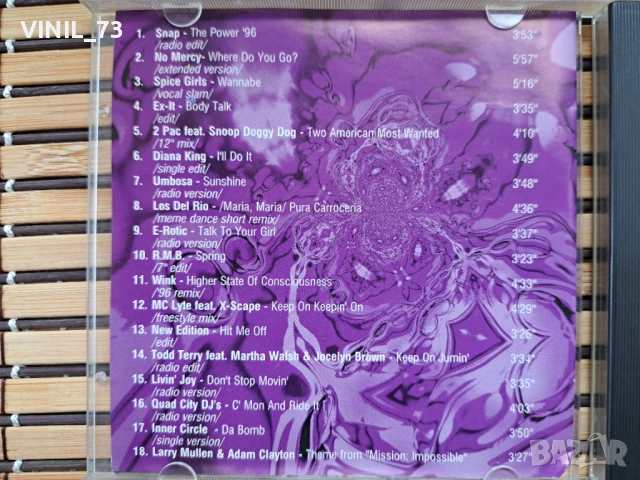 VINIL_73
1. Snap - The Power '96 3'53"
/radio edit/
2. No Mercy- Where Do You Go? 5'57"
/extended version/
3. Spice Girls - Wannabe 5'16"
/vocal slam/
4. Ex-It - Body Talk 3'35"
/edit/
5. 2 Pac feat. Snoop Doggy Dog - Two American Most Wanted 4'10"
/12" mix/
6. Diana King - I'll Do It 3'49"
/single edit/
7. Umbosa - Sunshine 3'48"
/radio version/
8. Los Del Rio - /Maria, Maria/ Pura Carroceria 4'36"
/meme dance short remix/
9. E-Rotic - Talk To Your Girl 3'37"
/radio version/
10. R.M.B. - Spring 3'23"
/7" edit/
11. Wink - Higher State Of Consciousness 4'33"
/'96 remix/
12. MC Lyte feat. X-Scape - Keep On Keepin' On 4'29"
/freestyle mix/
13. New Edition - Hit Me Off 3'26"
/edit/
14. Todd Terry feat. Martha Walsh & Jocelyo Brown - Keep On Jumin' 3'34"
/radio edit/
15. Livin' Joy - Don't Stop Movin' 3'35"
/radio version/
16. Quad City DJ's - C' Mon And Ride It 4'03"
/radio version/
17. Inner Circle - Da Bomb 3'50"
/single version/
18. Larry Mullen & Adam Clayton - Theme from "Mission: Impossible" 3'27"
BAZAR